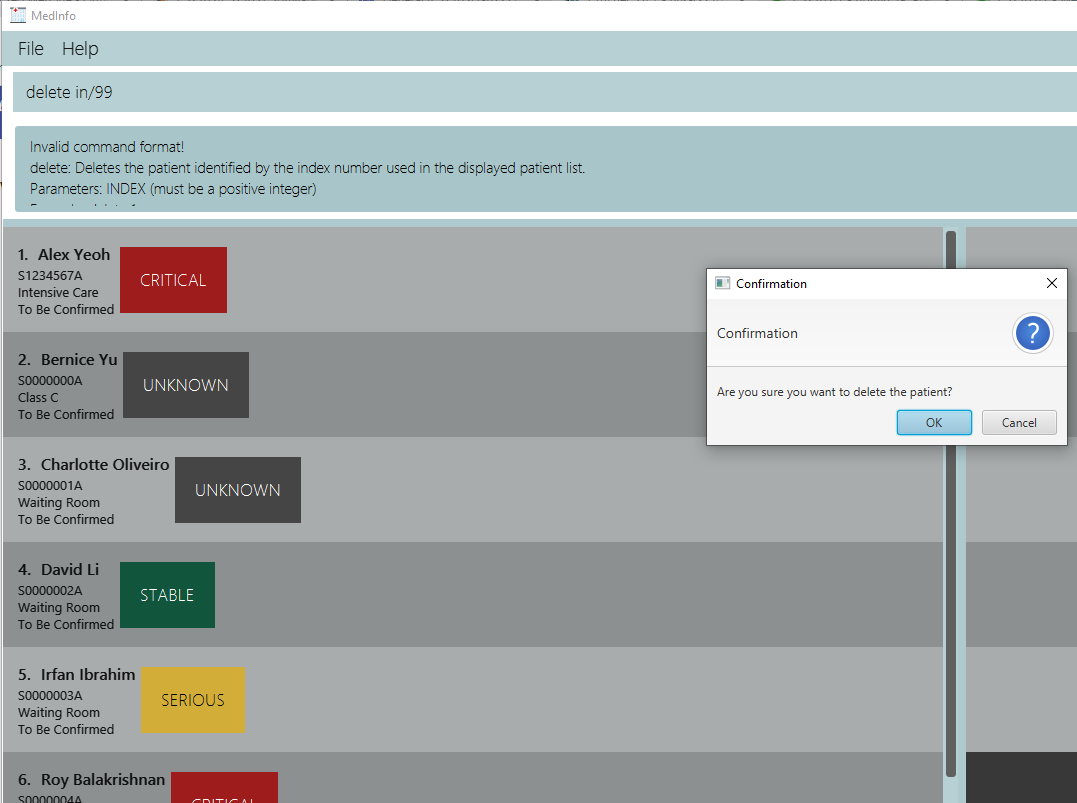 MedInfo
File Help
delete in/99
Invalid command format!
delete: Deletes the patient identified by the index number used in the displayed patient list.
Parameters: INDEX (must be a positive integer)
1. Alex Yeoh
S1234567A
Intensive Care
To Be Confirmed
CRITICAL
2. Bernice Yu
S0000000A
Class C
To Be Confirmed
UNKNOWN
3. Charlotte Oliveiro
S0000001A
Waiting Room
To Be Confirmed
UNKNOWN
4. David Li
S0000002A
Waiting Room
To Be Confirmed
STABLE
5. Irfan Ibrahim
S0000003A
Waiting Room
To Be Confirmed
SERIOUS
6. Roy Balakrishnan
S0000004A
CRITICAL
Confirmation
Confirmation
?
Are you sure you want to delete the patient?
OK Cancel